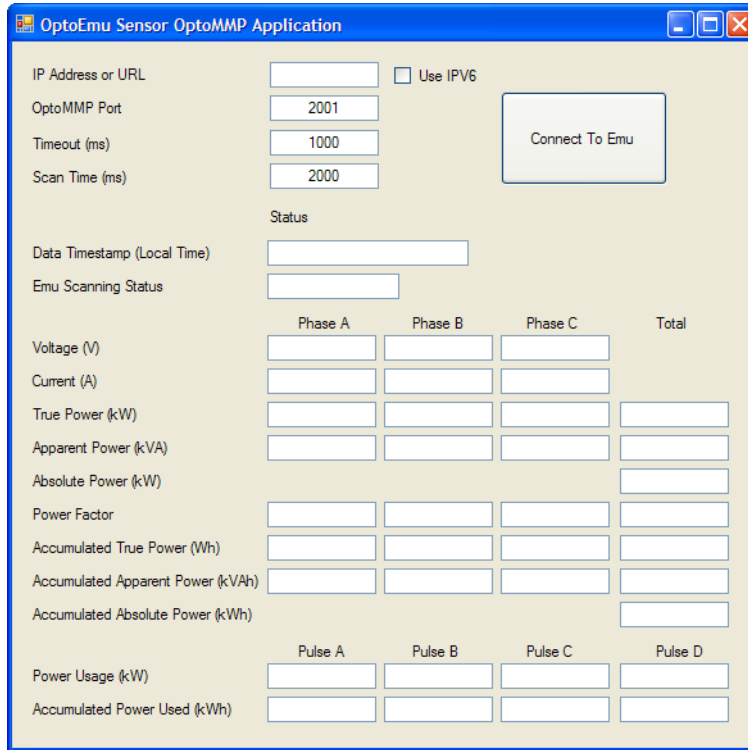 OptoEmu Sensor OptoMMP Application
IP Address or URL Use IPV6
OptoMMP Port 2001
Timeout (ms) 1000 Connect To Emu
Scan Time (ms) 2000
Status
Data Timestamp (Local Time)
Emu Scanning Status
Phase A Phase B Phase C Total
Voltage (V)
Current (A)
True Power (kW)
Apparent Power (kVA)
Absolute Power (kW)
Power Factor
Accumulated True Power (Wh)
Accumulated Apparent Power (kVAh)
Accumulated Absolute Power (kWh)
Pulse A Pulse B Pulse C Pulse D
Power Usage (kW)
Accumulated Power Used (kWh)